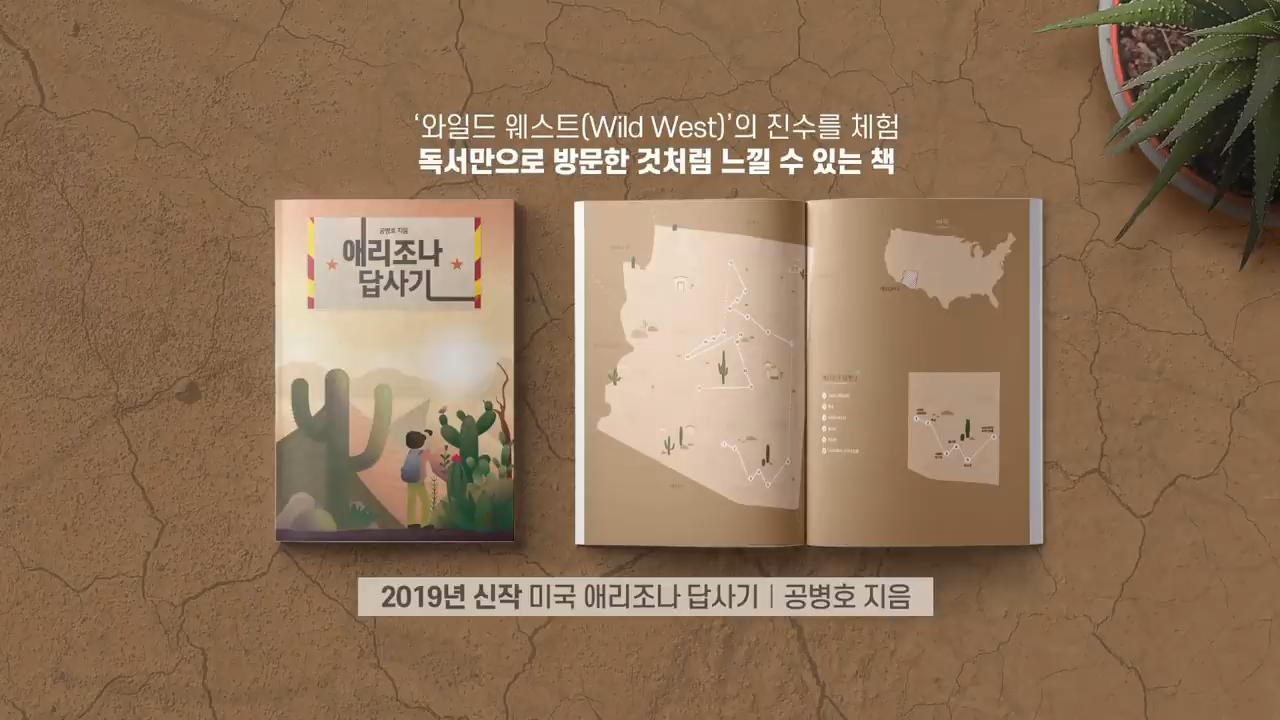 ‘와일드 웨스트(Wild West)’의 진수를 체험
독서만으로 방문한 것처럼 느낄 수 있는 책
공병호 지음
애리조나
답사기
2019년 신작 미국 애리조나 답사기 | 공병호 지음